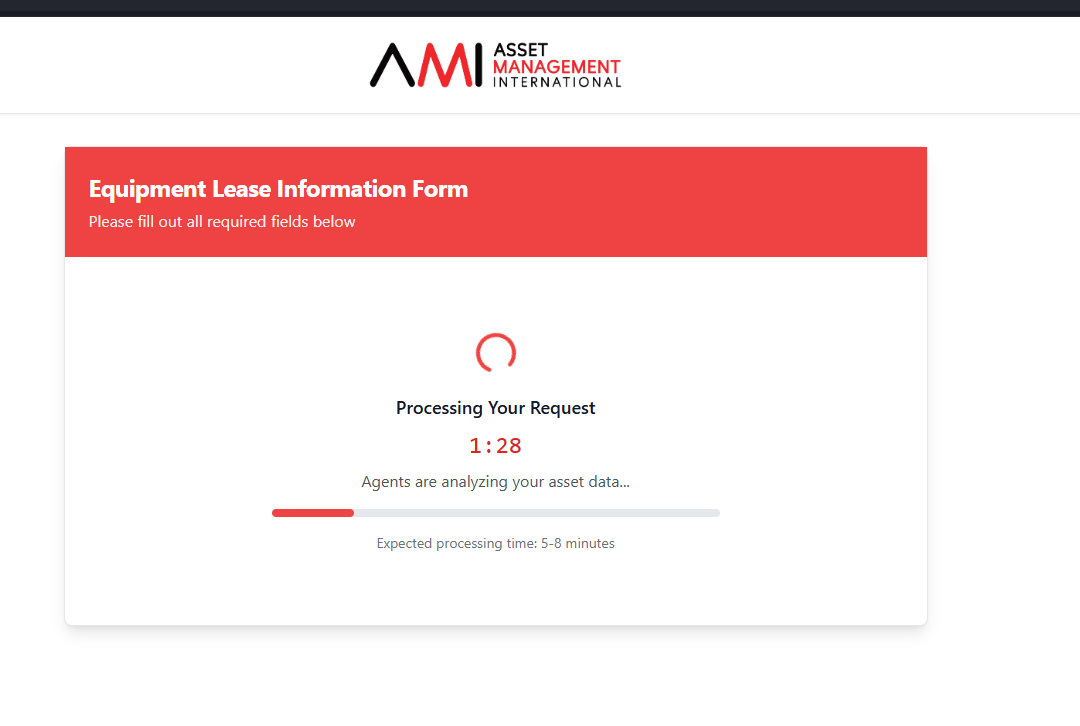 AMI ASSET
MANAGEMENT
INTERNATIONAL
Equipment Lease Information Form
Please fill out all required fields below
Processing Your Request
1:28
Agents are analyzing your asset data...
Expected processing time: 5-8 minutes